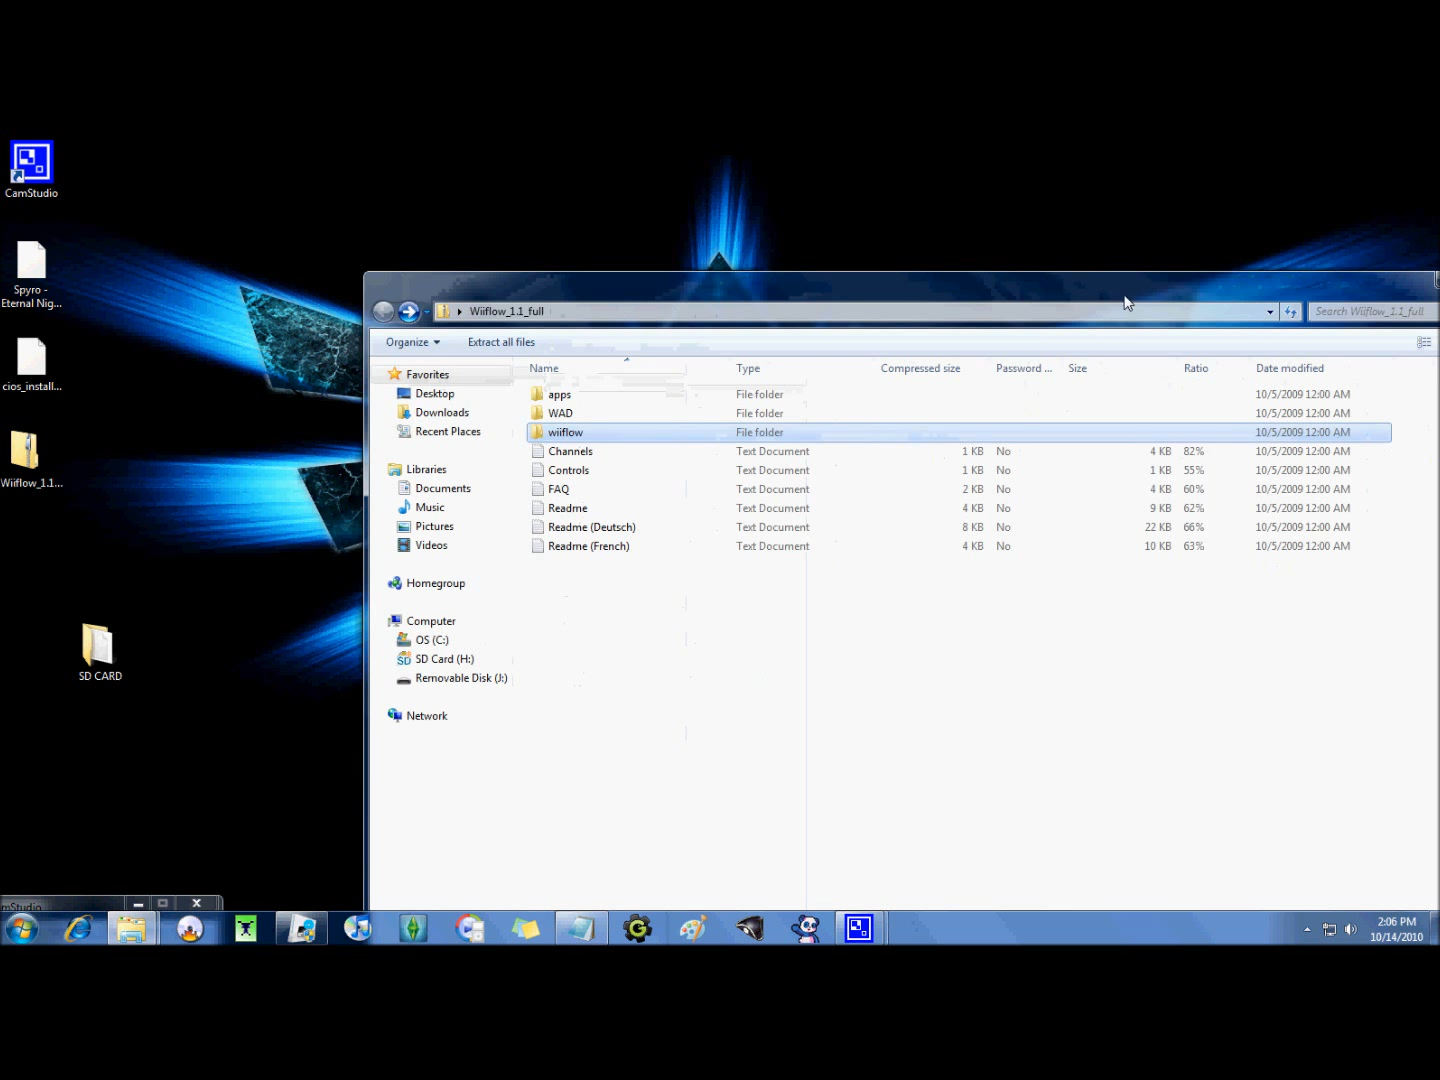 CamStudio
Spyro -
Eternal Nig...
cios_install...
Wiiflow_1.1...
SD CARD
Wiiflow_1.1_full
Search Wiiflow_1.1_full
Organize
Extract all files
Name Type Compressed size Password ... Size Ratio Date modified
apps File folder 10/5/2009 12:00 AM
WAD File folder 10/5/2009 12:00 AM
wiiflow File folder 10/5/2009 12:00 AM
Channels Text Document 1 KB No 4 KB 82% 10/5/2009 12:00 AM
Controls Text Document 1 KB No 1 KB 55% 10/5/2009 12:00 AM
FAQ Text Document 2 KB No 4 KB 60% 10/5/2009 12:00 AM
Readme Text Document 4 KB No 9 KB 62% 10/5/2009 12:00 AM
Readme (Deutsch) Text Document 8 KB No 22 KB 66% 10/5/2009 12:00 AM
Readme (French) Text Document 4 KB No 10 KB 63% 10/5/2009 12:00 AM
Favorites
Desktop
Downloads
Recent Places
Libraries
Documents
Music
Pictures
Videos
Homegroup
Computer
OS (C:)
SD Card (H:)
Removable Disk (J:)
Network
mStudio
2:06 PM
10/14/2010